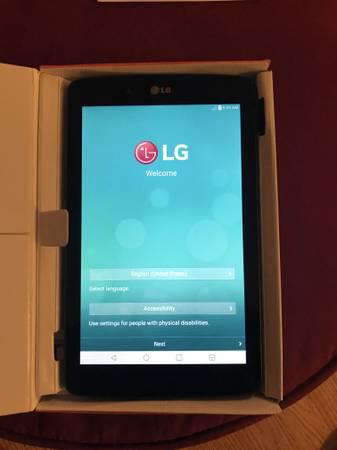 LG
LG
Welcome
English (United States)
Select language.
Accessibility
Use settings for people with physical disabilities.
Next